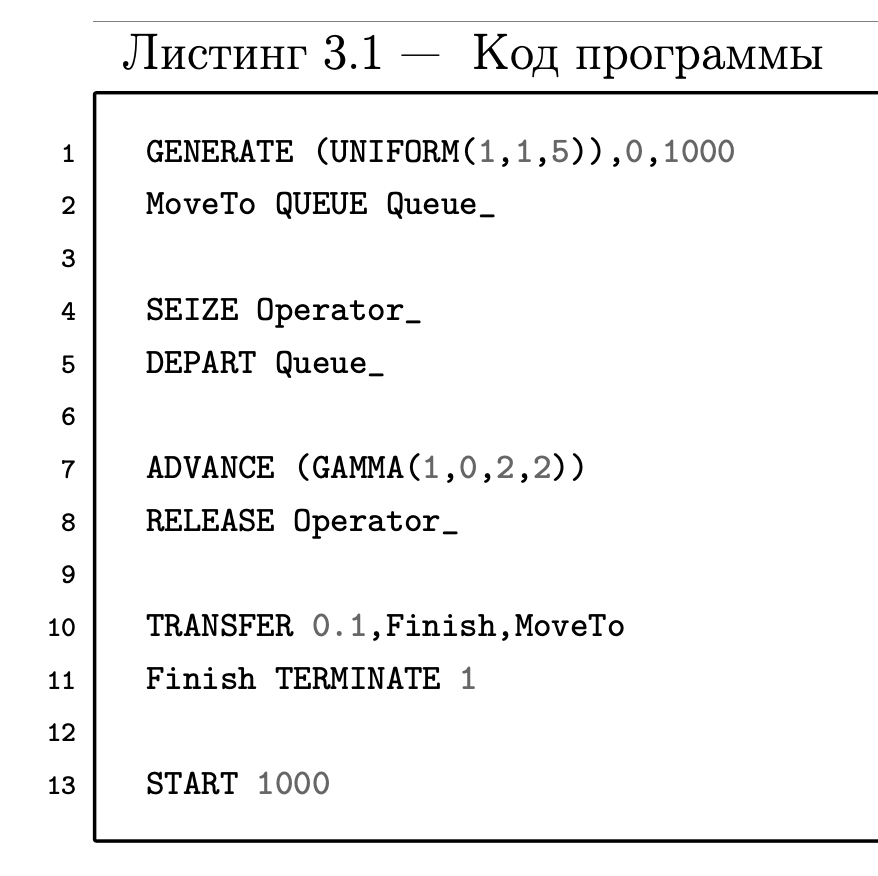 Листинг 3.1 — Код программы
1 GENERATE (UNIFORM(1,1,5)),0,1000
2 MoveTo QUEUE Queue_
3
4 SEIZE Operator_
5 DEPART Queue_
6
7 ADVANCE (GAMMA(1,0,2,2))
8 RELEASE Operator_
9
10 TRANSFER 0.1,Finish,MoveTo
11 Finish TERMINATE 1
12
13 START 1000